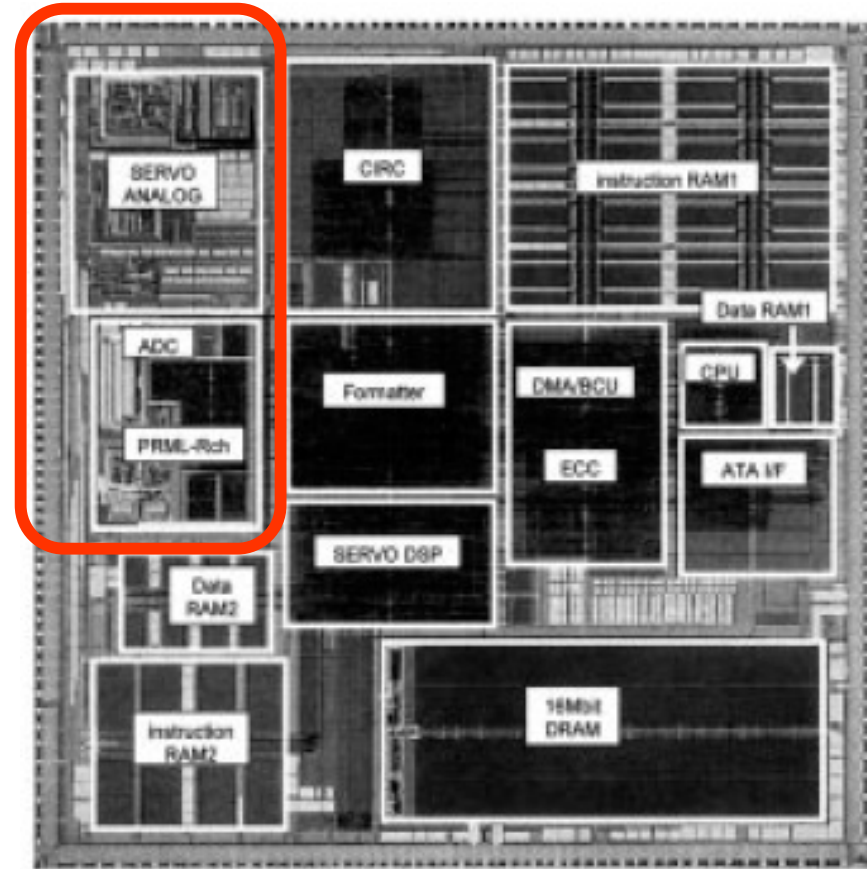 SERVO
ANALOG
CIRC
Instruction RAM1
Data RAM1
ADC
PRML-Rch
Formatter
DMA/BCU
ECC
CPU
ATA I/F
SERVO DSP
Data
RAM2
Instruction
RAM2
16Mbit
DRAM